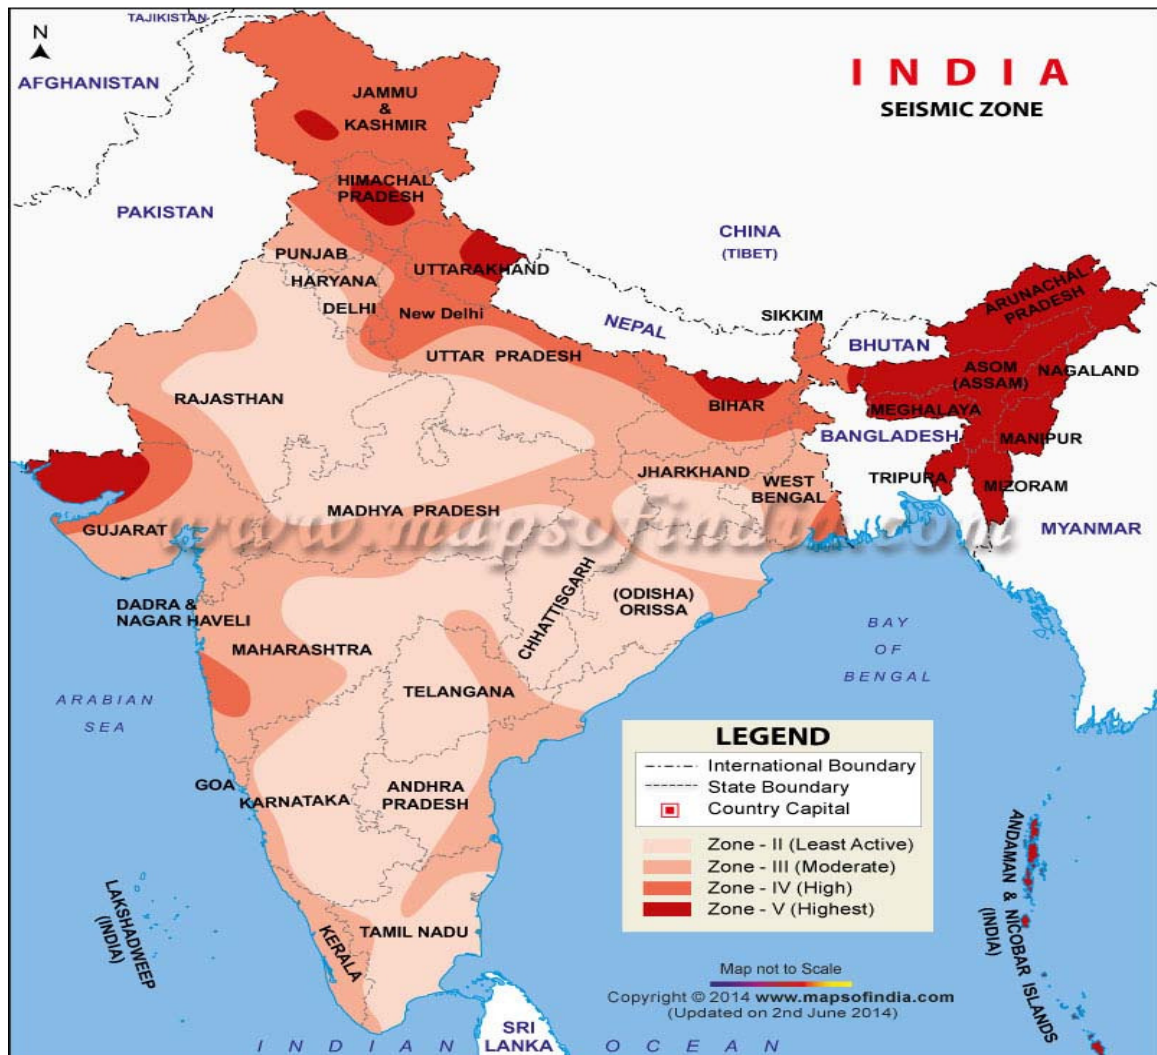 TAJIKISTAN
N
AFGHANISTAN
INDIA
SEISMIC ZONE
JAMMU
&
KASHMIR
HIMACHAL
PRADESH
PAKISTAN
CHINA
(TIBET)
PUNJAB
UTTARAKHAND
HARYANA
DELHI
New Delhi
NEPAL
SIKKIM
ARUNACHAL
PRADESH
BHUTAN
UTTAR PRADESH
ASOM
(ASSAM)
NAGALAND
RAJASTHAN
BIHAR
MEGHALAYA
BANGLADESH
MANIPUR
JHARKHAND
WEST
BENGAL
TRIPURA
MIZORAM
MADHYA PRADESH
GUJARAT
www.mapsofindia.com
MYANMAR
DADRA &
NAGAR HAVELI
CHHATTISGARH
(ODISHA)
ORISSA
MAHARASHTRA
BAY
OF
BENGAL
TELANGANA
ARABIAN
SEA
GOA
KARNATAKA
ANDHRA
PRADESH
LEGEND
International Boundary
State Boundary
Country Capital
Zone - II (Least Active)
Zone - III (Moderate)
Zone - IV (High)
Zone - V (Highest)
LAKSHADWEEP
(INDIA)
KERALA
TAMIL NADU
ANDAMAN & NICOBAR ISLANDS
(INDIA)
Map not to Scale
Copyright © 2014 www.mapsofindia.com
(Updated on 2nd June 2014)
SRI
LANKA
INDIAN OCEAN